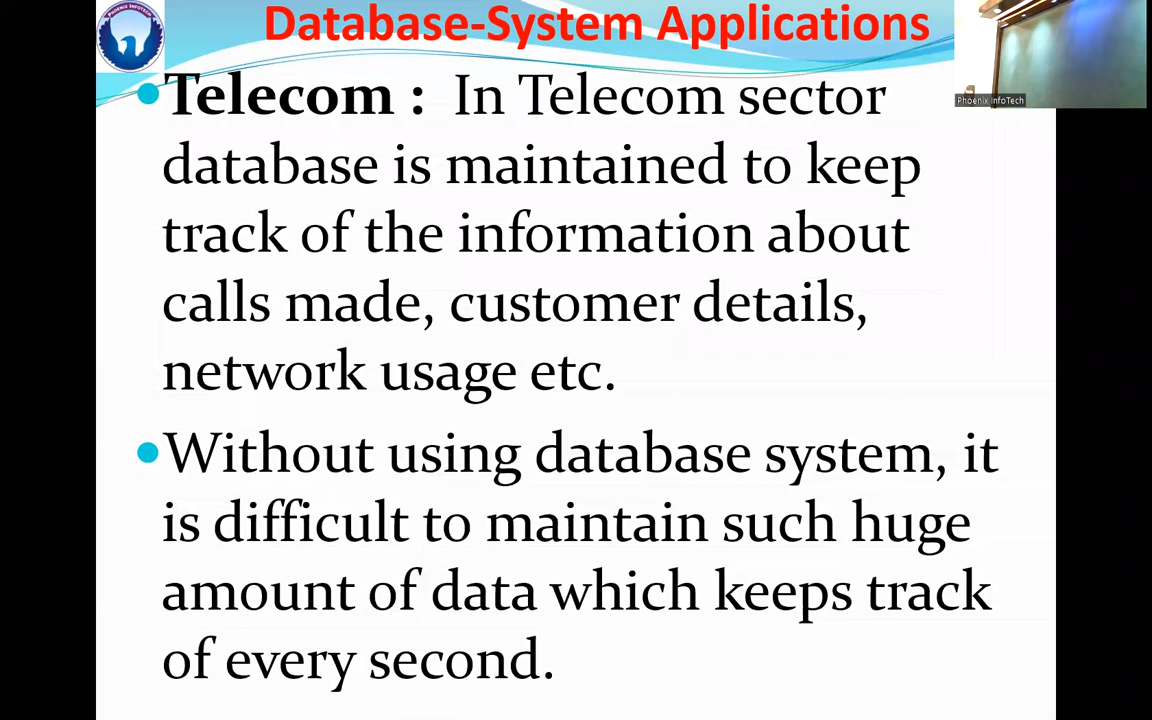 PHOENIX INFOTECH
Database-System Applications
Phoenix InfoTech
•Telecom : In Telecom sector
database is maintained to keep
track of the information about
calls made, customer details,
network usage etc.
•Without using database system, it
is difficult to maintain such huge
amount of data which keeps track
of every second.